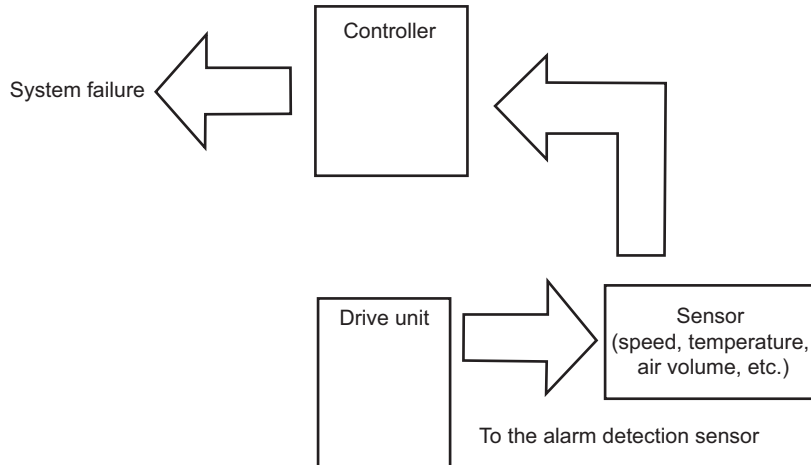 Controller
System failure
Drive unit
Sensor
(speed, temperature,
air volume, etc.)
To the alarm detection sensor